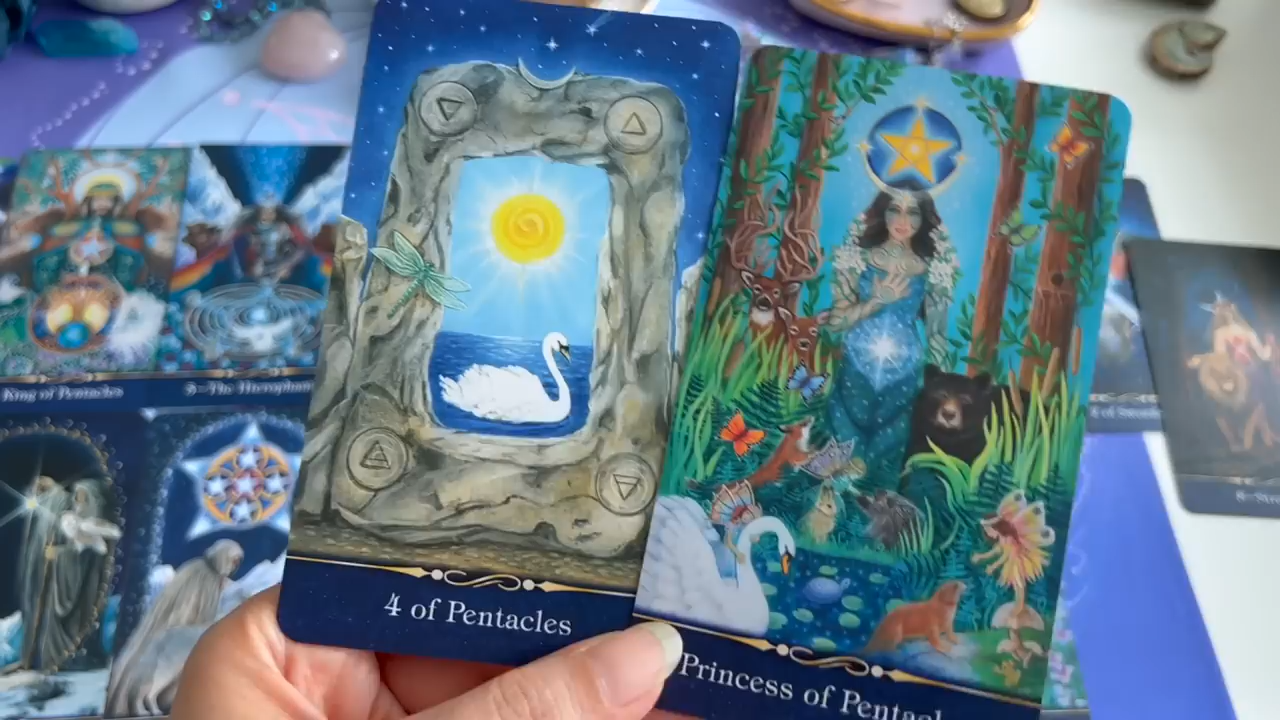 King of Pentacles
5~The Hierophant
4 of Pentacles
Princess of Pentacl